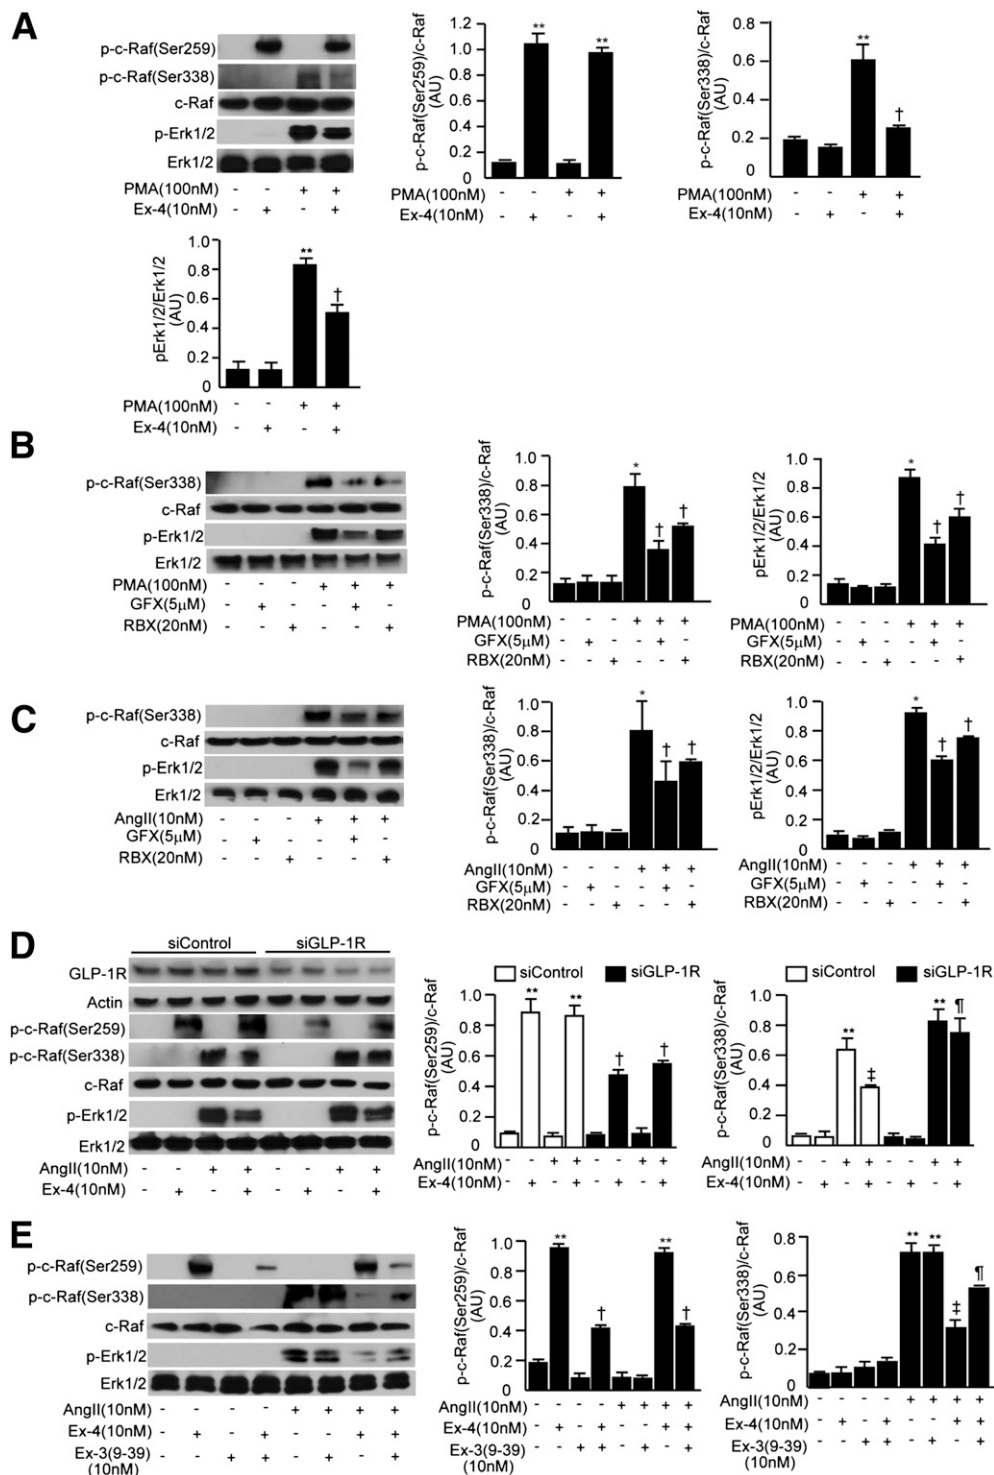 A
p-c-Raf(Ser259)
p-c-Raf(Ser338)
c-Raf
p-Erk1/2
Erk1/2
PMA(100nM) - - + +
Ex-4(10nM) - + - +
p-c-Raf(Ser259)/c-Raf
(AU)
1.2
1.0
0.8
0.6
0.4
0.2
0
** **
PMA(100nM) - - + +
Ex-4(10nM) - + - +
p-c-Raf(Ser338)/c-Raf
(AU)
0.8
0.6
0.4
0.2
0
** †
PMA(100nM) - - + +
Ex-4(10nM) - + - +
pErk1/2/Erk1/2
(AU)
1.0
0.8
0.6
0.4
0.2
0
** †
PMA(100nM) - - + +
Ex-4(10nM) - + - +
B
p-c-Raf(Ser338)
c-Raf
p-Erk1/2
Erk1/2
PMA(100nM) - - - + + +
GFX(5µM) - + - - + -
RBX(20nM) - - + - - +
p-c-Raf(Ser338)/c-Raf
(AU)
1.0
0.8
0.6
0.4
0.2
0
* † †
PMA(100nM) - - - + + +
GFX(5µM) - + - - + -
RBX(20nM) - - + - - +
pErk1/2/Erk1/2
(AU)
1.0
0.8
0.6
0.4
0.2
0
* † †
PMA(100nM) - - - + + +
GFX(5µM) - + - - + -
RBX(20nM) - - + - - +
C
p-c-Raf(Ser338)
c-Raf
p-Erk1/2
Erk1/2
AngII(10nM) - - - + + +
GFX(5µM) - + - - + -
RBX(20nM) - - + - - +
p-c-Raf(Ser338)/c-Raf
(AU)
1.0
0.8
0.6
0.4
0.2
0
* † †
AngII(10nM) - - - + + +
GFX(5µM) - + - - + -
RBX(20nM) - - + - - +
pErk1/2/Erk1/2
(AU)
1.0
0.8
0.6
0.4
0.2
0
* † †
AngII(10nM) - - - + + +
GFX(5µM) - + - - + -
RBX(20nM) - - + - - +
D
siControl siGLP-1R
GLP-1R
Actin
p-c-Raf(Ser259)
p-c-Raf(Ser338)
c-Raf
p-Erk1/2
Erk1/2
AngII(10nM) - - + + - - + +
Ex-4(10nM) - + - + - + - +
siControl siGLP-1R
p-c-Raf(Ser259)/c-Raf
(AU)
1.0
0.8
0.6
0.4
0.2
0
** ** † †
AngII(10nM) - - + + - - + +
Ex-4(10nM) - + - + - + - +
siControl siGLP-1R
p-c-Raf(Ser338)/c-Raf
(AU)
1.0
0.8
0.6
0.4
0.2
0
** ‡ ** ¶
AngII(10nM) - - + + - - + +
Ex-4(10nM) - + - + - + - +
E
p-c-Raf(Ser259)
p-c-Raf(Ser338)
c-Raf
p-Erk1/2
Erk1/2
AngII(10nM) - - - - + + + +
Ex-4(10nM) - + - + - - + +
Ex-3(9-39) - - + + - + - +
(10nM)
p-c-Raf(Ser259)/c-Raf
(AU)
1.0
0.8
0.6
0.4
0.2
0
** † ** †
AngII(10nM) - - - - + + + +
Ex-4(10nM) - + - + - - + +
Ex-3(9-39) - - + + - + - +
(10nM)
p-c-Raf(Ser338)/c-Raf
(AU)
0.8
0.6
0.4
0.2
0
** ** ‡ ¶
AngII(10nM) - - - - + + + +
Ex-4(10nM) - + - + - - + +
Ex-3(9-39) - - + + - + - +
(10nM)